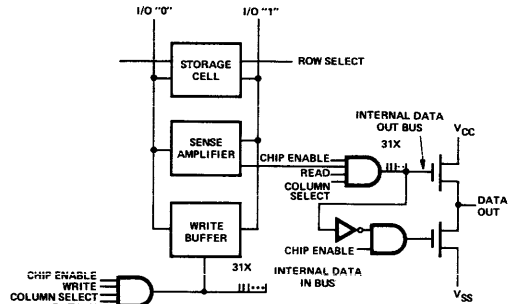 I/O "0"
I/O "1"
STORAGE
CELL
ROW SELECT
INTERNAL DATA
OUT BUS
VCC
31X
SENSE
AMPLIFIER
CHIP ENABLE
READ
COLUMN
SELECT
DATA
OUT
WRITE
BUFFER
CHIP ENABLE
31X
INTERNAL DATA
IN BUS
VSS
CHIP ENABLE
WRITE
COLUMN SELECT